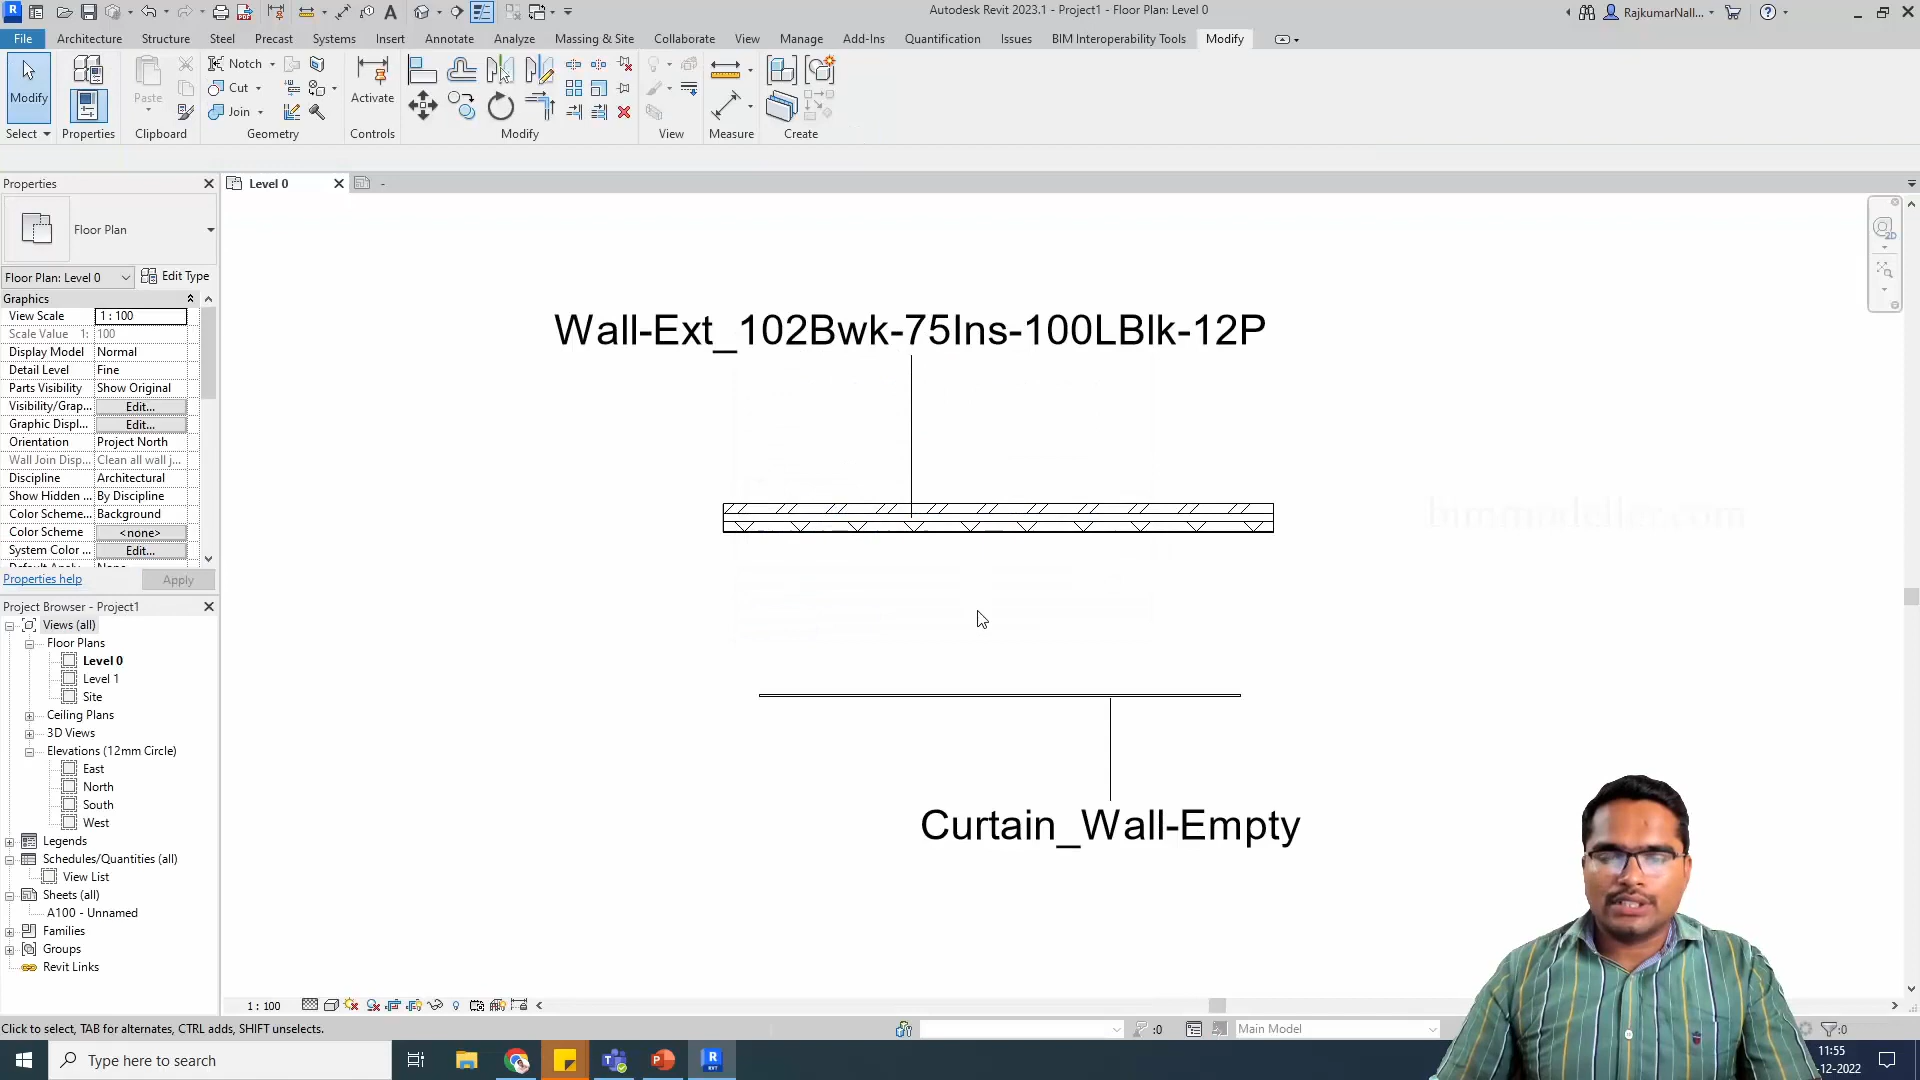 Autodesk Revit 2023.1 - Project1 - Floor Plan: Level 0
RajkumarNall...
File Architecture Structure Steel Precast Systems Insert Annotate Analyze Massing & Site Collaborate View Manage Add-Ins Quantification Issues BIM Interoperability Tools Modify
Modify
Paste
Notch
Cut
Join
Activate
Select Properties Clipboard Geometry Controls Modify View Measure Create
Properties
Level 0
-
Floor Plan
Floor Plan: Level 0 Edit Type
Graphics
View Scale 1 : 100
Scale Value 1: 100
Display Model Normal
Detail Level Fine
Parts Visibility Show Original
Visibility/Grap... Edit...
Graphic Displ... Edit...
Orientation Project North
Wall Join Disp... Clean all wall j...
Discipline Architectural
Show Hidden ... By Discipline
Color Scheme... Background
Color Scheme <none>
System Color ... Edit...
Properties help Apply
Project Browser - Project1
Views (all)
Floor Plans
Level 0
Level 1
Site
Ceiling Plans
3D Views
Elevations (12mm Circle)
East
North
South
West
Legends
Schedules/Quantities (all)
View List
Sheets (all)
A100 - Unnamed
Families
Groups
Revit Links
Wall-Ext_102Bwk-75Ins-100LBlk-12P
bimmodeller.com
Curtain_Wall-Empty
2D
1 : 100
Click to select, TAB for alternates, CTRL adds, SHIFT unselects.
:0
Main Model
:0
Type here to search
11:55
-12-2022